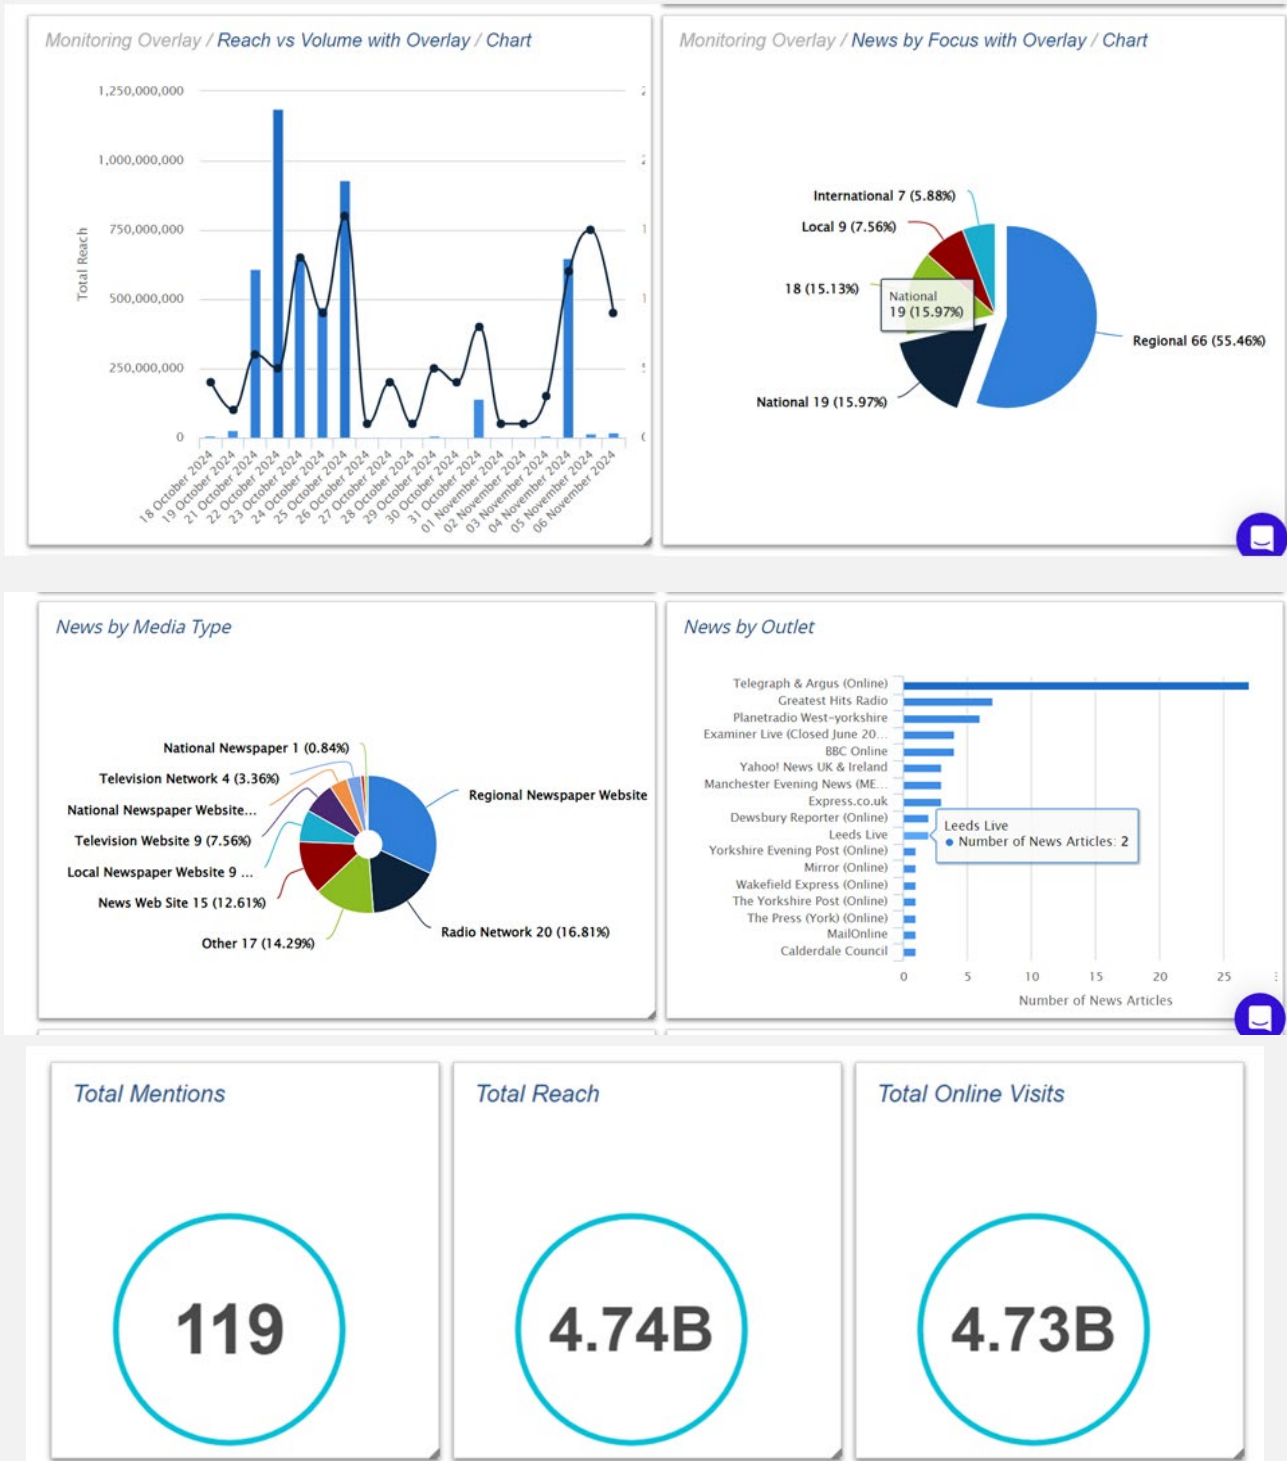 Monitoring Overlay / Reach vs Volume with Overlay / Chart
1,250,000,000
1,000,000,000
750,000,000
500,000,000
250,000,000
0
Total Reach
18 October 2024
19 October 2024
21 October 2024
22 October 2024
23 October 2024
24 October 2024
25 October 2024
26 October 2024
27 October 2024
28 October 2024
29 October 2024
30 October 2024
31 October 2024
01 November 2024
02 November 2024
03 November 2024
04 November 2024
05 November 2024
06 November 2024
Monitoring Overlay / News by Focus with Overlay / Chart
International 7 (5.88%)
Local 9 (7.56%)
18 (15.13%)
National
19 (15.97%)
Regional 66 (55.46%)
National 19 (15.97%)
News by Media Type
National Newspaper 1 (0.84%)
Television Network 4 (3.36%)
National Newspaper Website...
Television Website 9 (7.56%)
Local Newspaper Website 9 ...
News Web Site 15 (12.61%)
Other 17 (14.29%)
Regional Newspaper Website
Radio Network 20 (16.81%)
News by Outlet
Telegraph & Argus (Online)
Greatest Hits Radio
Planetradio West-yorkshire
Examiner Live (Closed June 20...
BBC Online
Yahoo! News UK & Ireland
Manchester Evening News (ME...
Express.co.uk
Dewsbury Reporter (Online)
Leeds Live
Yorkshire Evening Post (Online)
Mirror (Online)
Wakefield Express (Online)
The Yorkshire Post (Online)
The Press (York) (Online)
MailOnline
Calderdale Council
Leeds Live
Number of News Articles: 2
0 5 10 15 20 25
Number of News Articles
Total Mentions
119
Total Reach
4.74B
Total Online Visits
4.73B